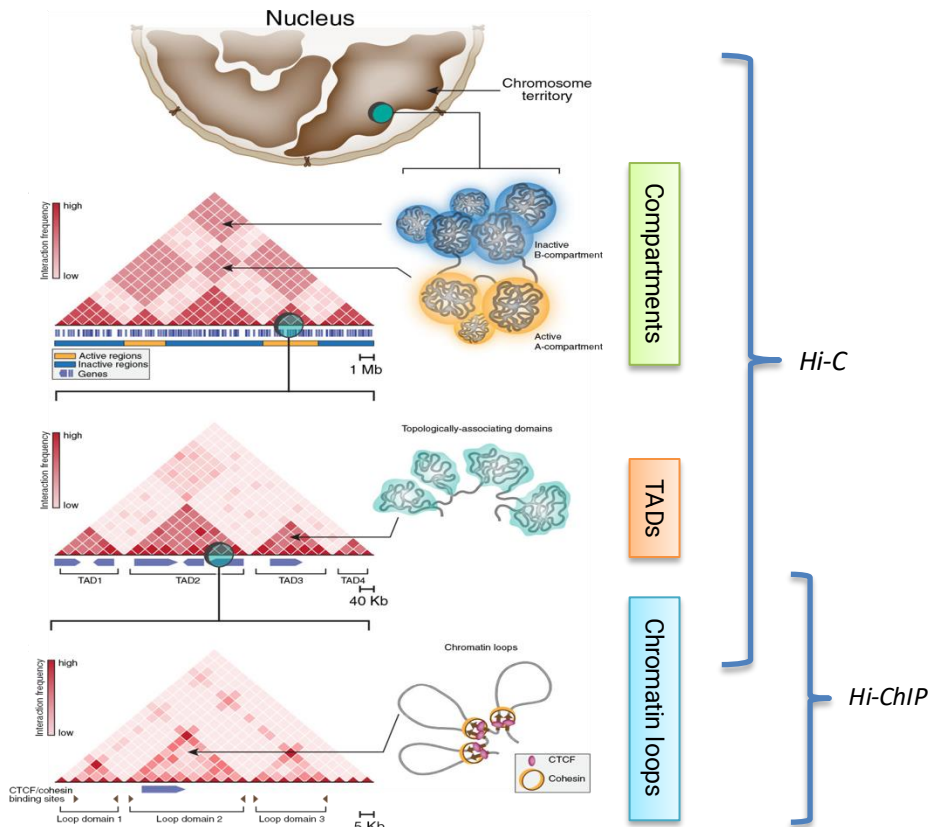 Nucleus
Chromosome
territory
Interaction frequency
high
low
Inactive
B-compartment
Active
A-compartment
Active regions
Inactive regions
Genes
1 Mb
Compartments
Hi-C
Interaction frequency
high
low
Topologically-associating domains
TAD1
TAD2
TAD3
TAD4
40 Kb
TADs
Interaction frequency
high
low
Chromatin loops
CTCF
Cohesin
CTCF/cohesin
binding sites
Loop domain 1
Loop domain 2
Loop domain 3
5 Kb
Chromatin loops
Hi-ChIP